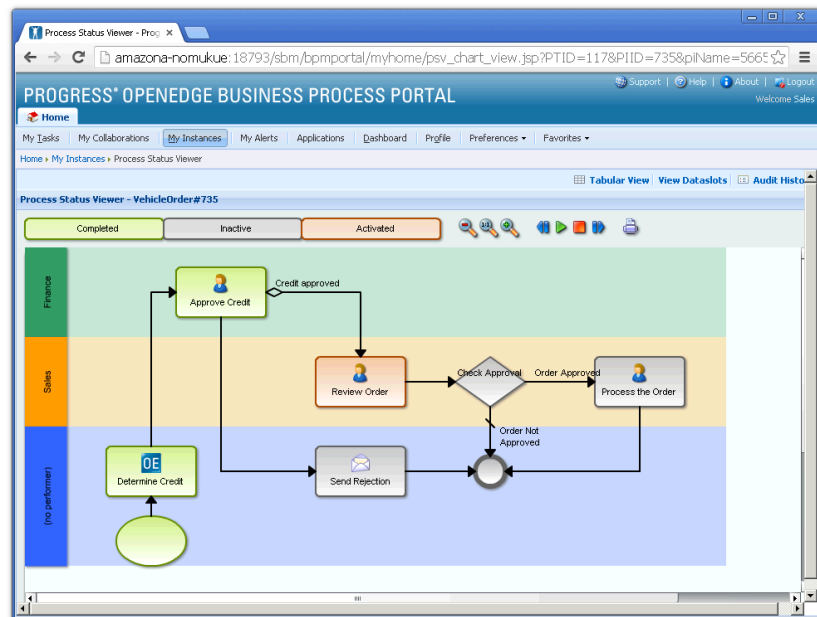 Process Status Viewer - Prog
amazona-nomukue:18793/sbm/bpmportal/myhome/psv_chart_view.jsp?PTID=117&PIID=735&piName=5665
Support | Help | About | Logout
PROGRESS® OPENEDGE BUSINESS PROCESS PORTAL
Welcome Sales
Home
My Tasks My Collaborations My Instances My Alerts Applications Dashboard Profile Preferences Favorites
Home My Instances Process Status Viewer
Tabular View View Dataslots Audit Histo
Process Status Viewer - VehicleOrder#735
Completed Inactive Activated
1:1
Finance
Approve Credit
Credit approved
Sales
Review Order
Check Approval
Order Approved
Process the Order
Order Not
Approved
(no performer)
OE
Determine Credit
Send Rejection